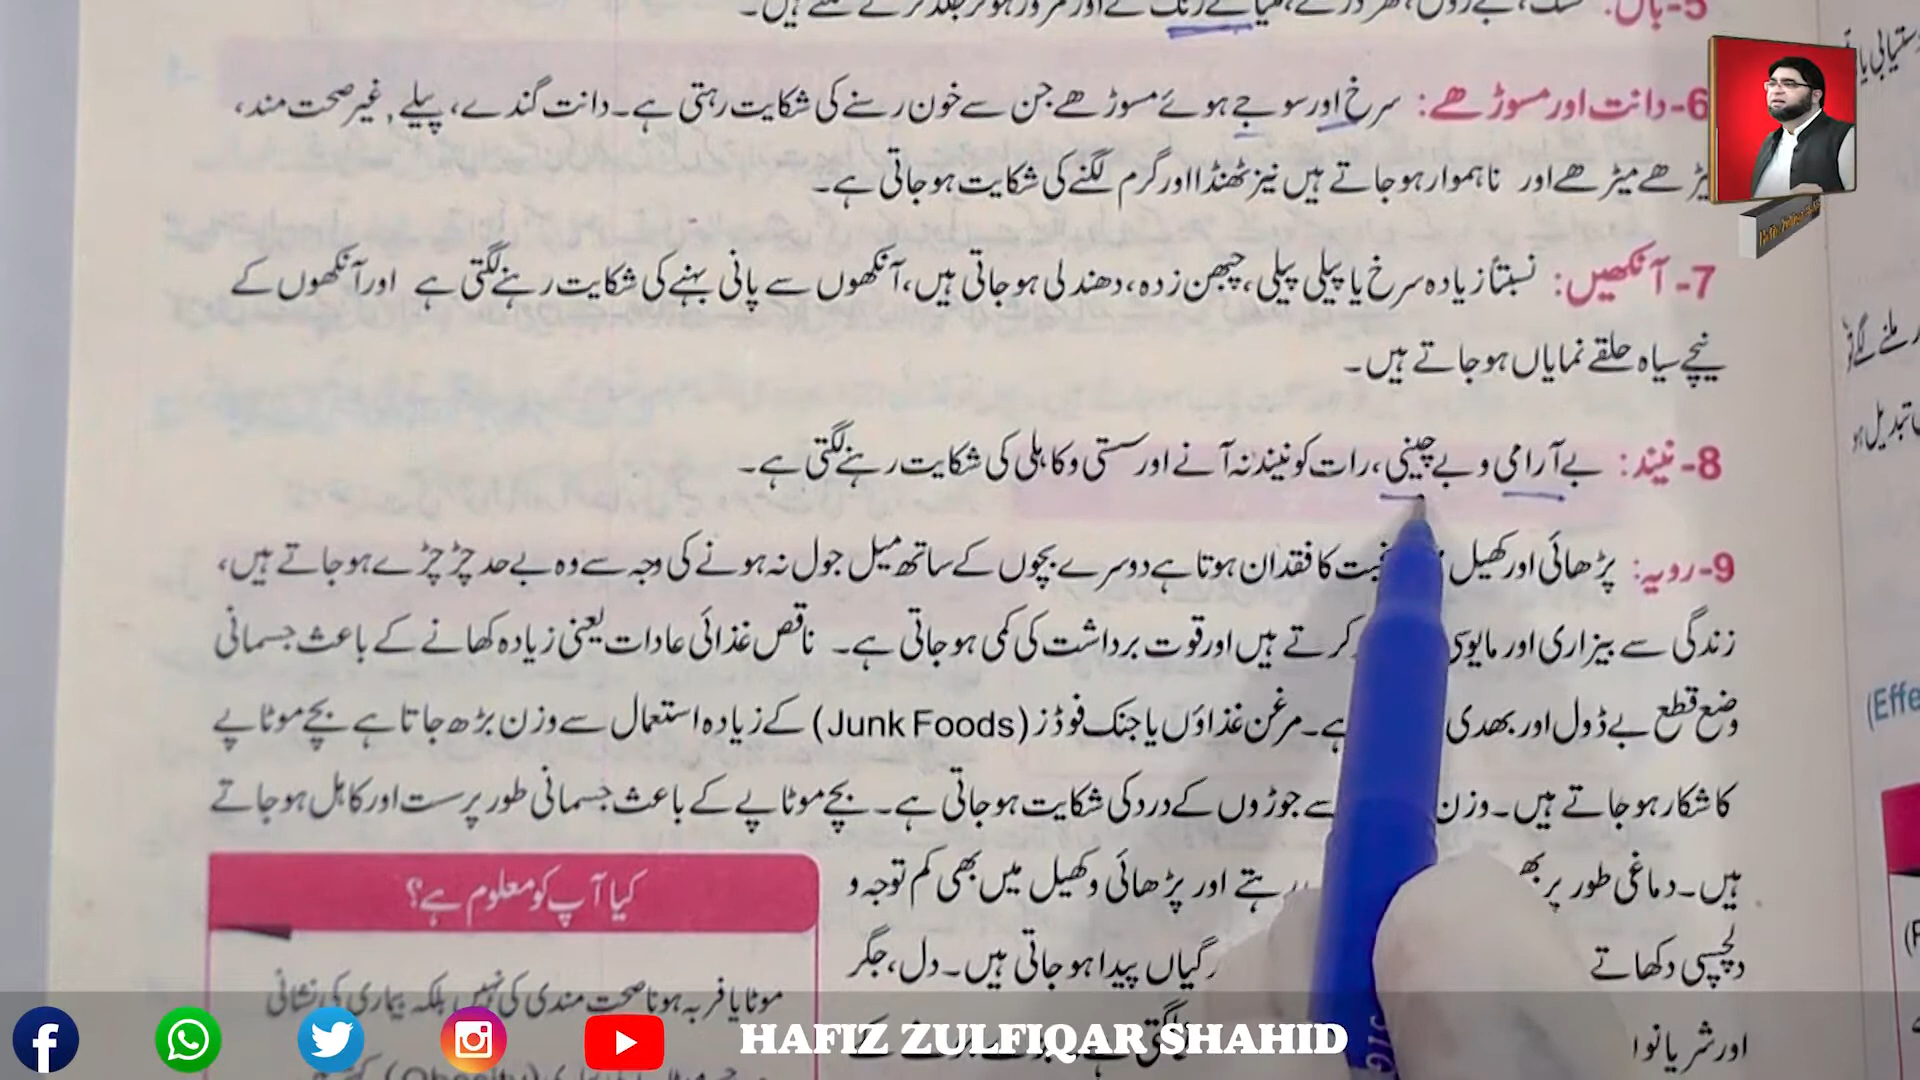 5-بال:
6-دانت اور مسوڑھے: سرخ اور سوجے ہوئے مسوڑھے جن سے خون رسنے کی شکایت رہتی ہے۔ دانت گندے، پیلے, غیر صحت مند،
میڑھے اور ناہموار ہو جاتے ہیں نیز ٹھنڈا اور گرم لگنے کی شکایت ہو جاتی ہے۔
7- آنکھیں: نسبتاً زیادہ سرخ یا پیلی پیلی، چبھن زدہ، دھندلی ہو جاتی ہیں، آنکھوں سے پانی بہنے کی شکایت رہنے لگتی ہے اور آنکھوں کے
نیچے سیاہ حلقے نمایاں ہو جاتے ہیں۔
8-نیند: بے آرامی و بے چینی، رات کو نیند نہ آنے اور سستی و کاہلی کی شکایت رہنے لگتی ہے۔
9-رویہ: پڑھائی اور کھیل کا فقدان ہوتا ہے دوسرے بچوں کے ساتھ میل جول نہ ہونے کی وجہ سے وہ بے حد چڑچڑے ہو جاتے ہیں،
زندگی سے بیزاری اور مایوسی کرتے ہیں اور قوت برداشت کی کمی ہو جاتی ہے۔ ناقص غذائی عادات یعنی زیادہ کھانے کے باعث جسمانی
وضع قطع بے ڈول اور بھدی ہے۔ مرغن غذاؤں یا جنک فوڈز (Junk Foods) کے زیادہ استعمال سے وزن بڑھ جاتا ہے بچے موٹاپے
کا شکار ہو جاتے ہیں۔ وزن سے جوڑوں کے درد کی شکایت ہو جاتی ہے۔ بچے موٹاپے کے باعث جسمانی طور پر سست اور کاہل ہو جاتے
ہیں۔ دماغی طور پر رہتے اور پڑھائی و کھیل میں بھی کم توجہ و
دلچسپی دکھاتے پیدا ہو جاتی ہیں۔ دل، جگر
اور شریانوں
کیا آپ کو معلوم ہے؟
موٹا یا فربہ ہونا صحت مندی کی نہیں بلکہ بیماری کی نشانی
HAFIZ ZULFIQAR SHAHID